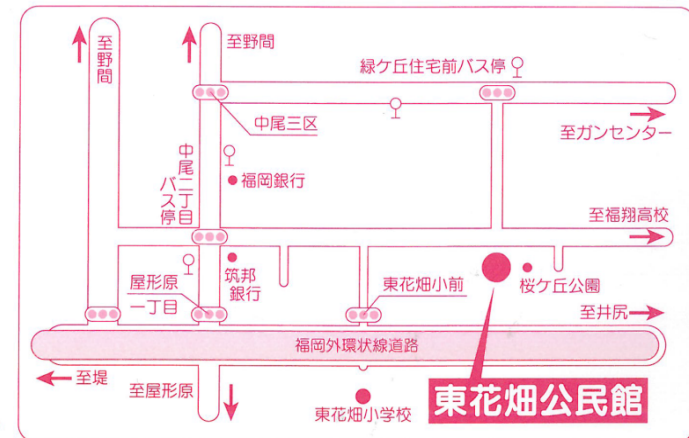 至野間
至野間
緑ケ丘住宅前バス停
中尾三区
至ガンセンター
中尾二丁目
バス停
福岡銀行
至福翔高校
筑邦
銀行
屋形原
一丁目
東花畑小前
桜ケ丘公園
至井尻
福岡外環状線道路
至堤
至屋形原
東花畑小学校
東花畑公民館